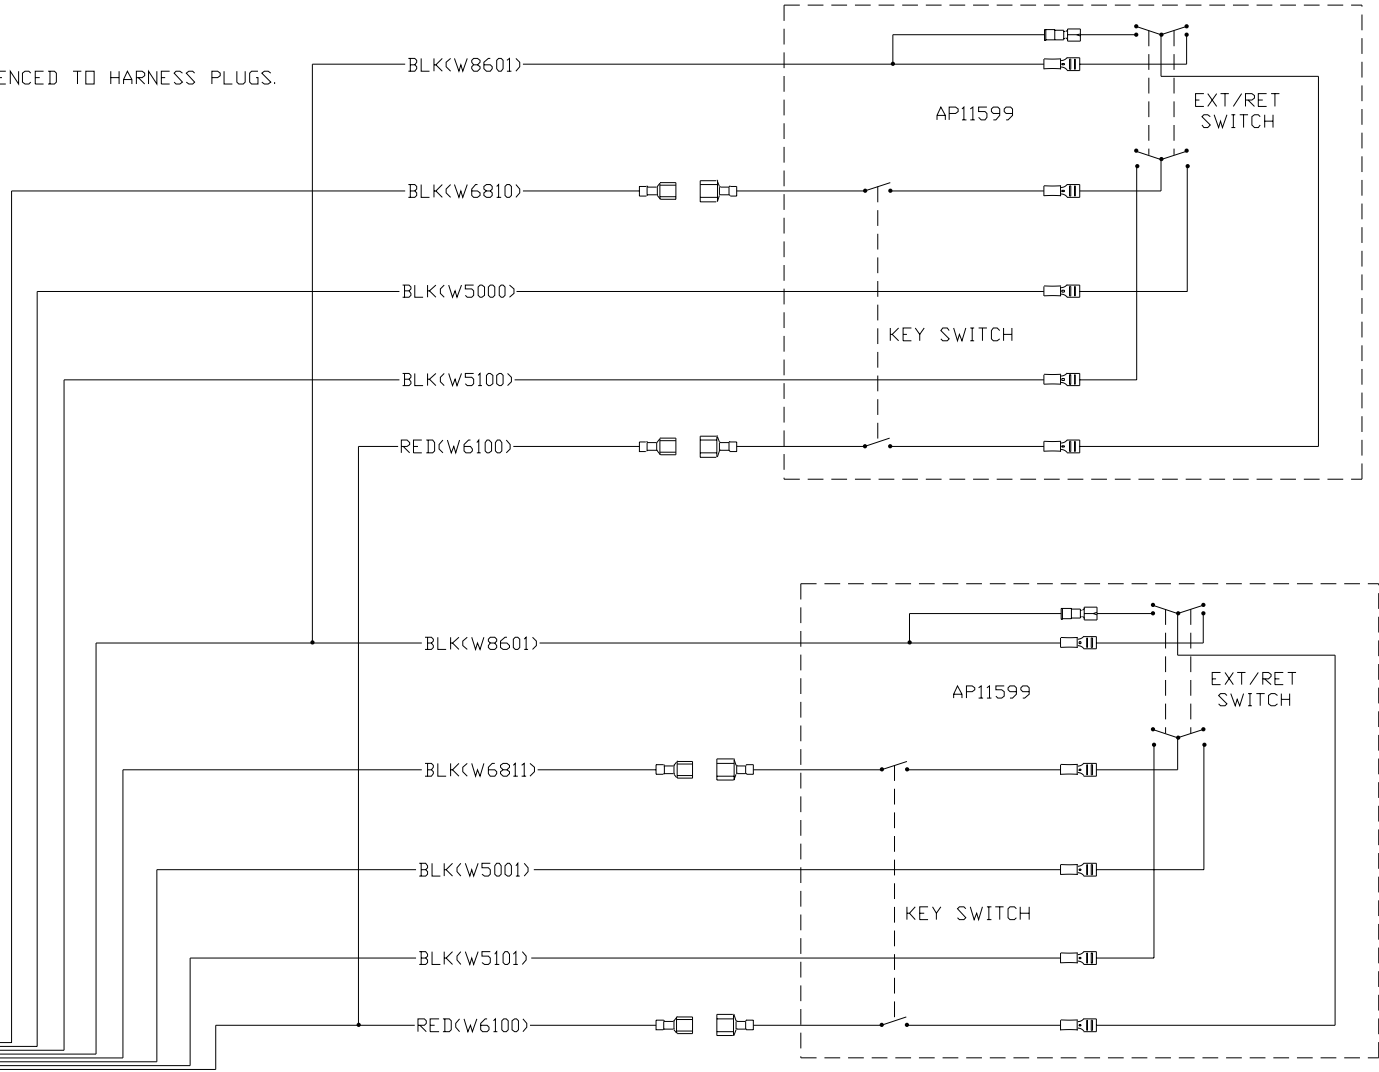 ENCED TO HARNESS PLUGS.
BLK(W8601)
AP11599
EXT/RET
SWITCH
BLK(W6810)
BLK(W5000)
KEY SWITCH
BLK(W5100)
RED(W6100)
BLK(W8601)
AP11599
EXT/RET
SWITCH
BLK(W6811)
BLK(W5001)
KEY SWITCH
BLK(W5101)
RED(W6100)